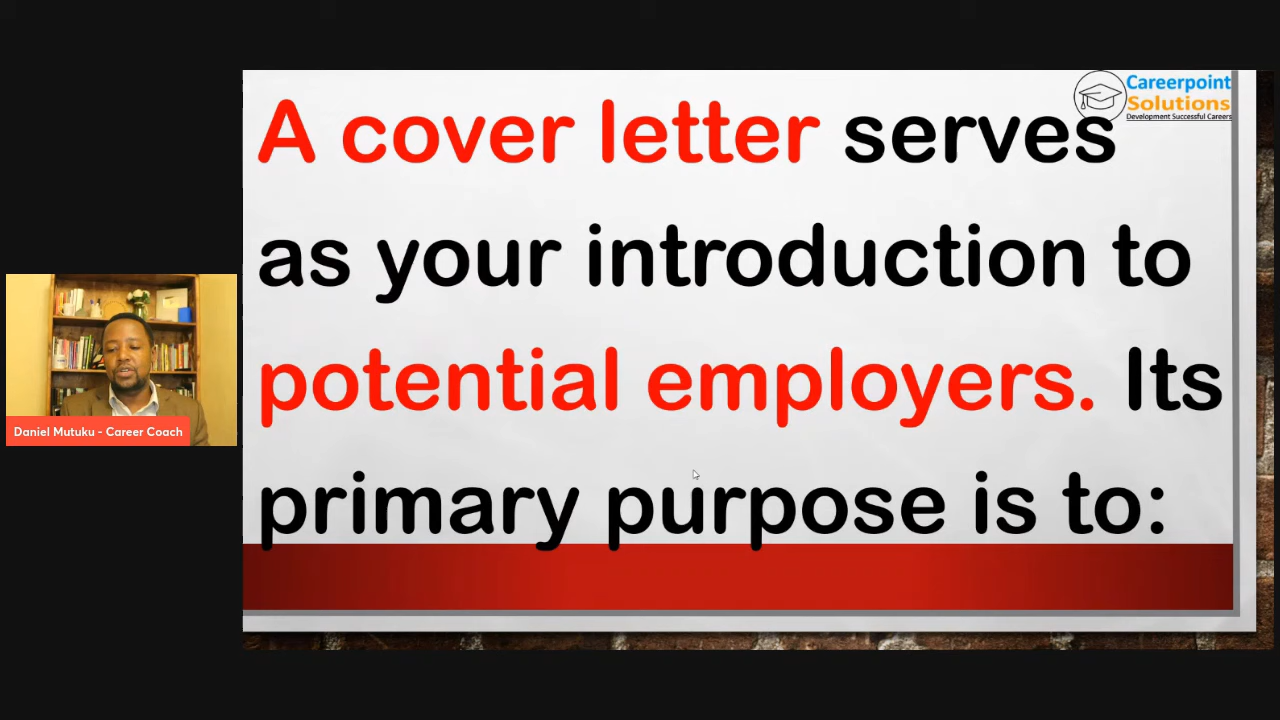 Careerpoint
Solutions
Development Successful Careers
A cover letter serves
as your introduction to
potential employers. Its
primary purpose is to:
Daniel Mutuku - Career Coach